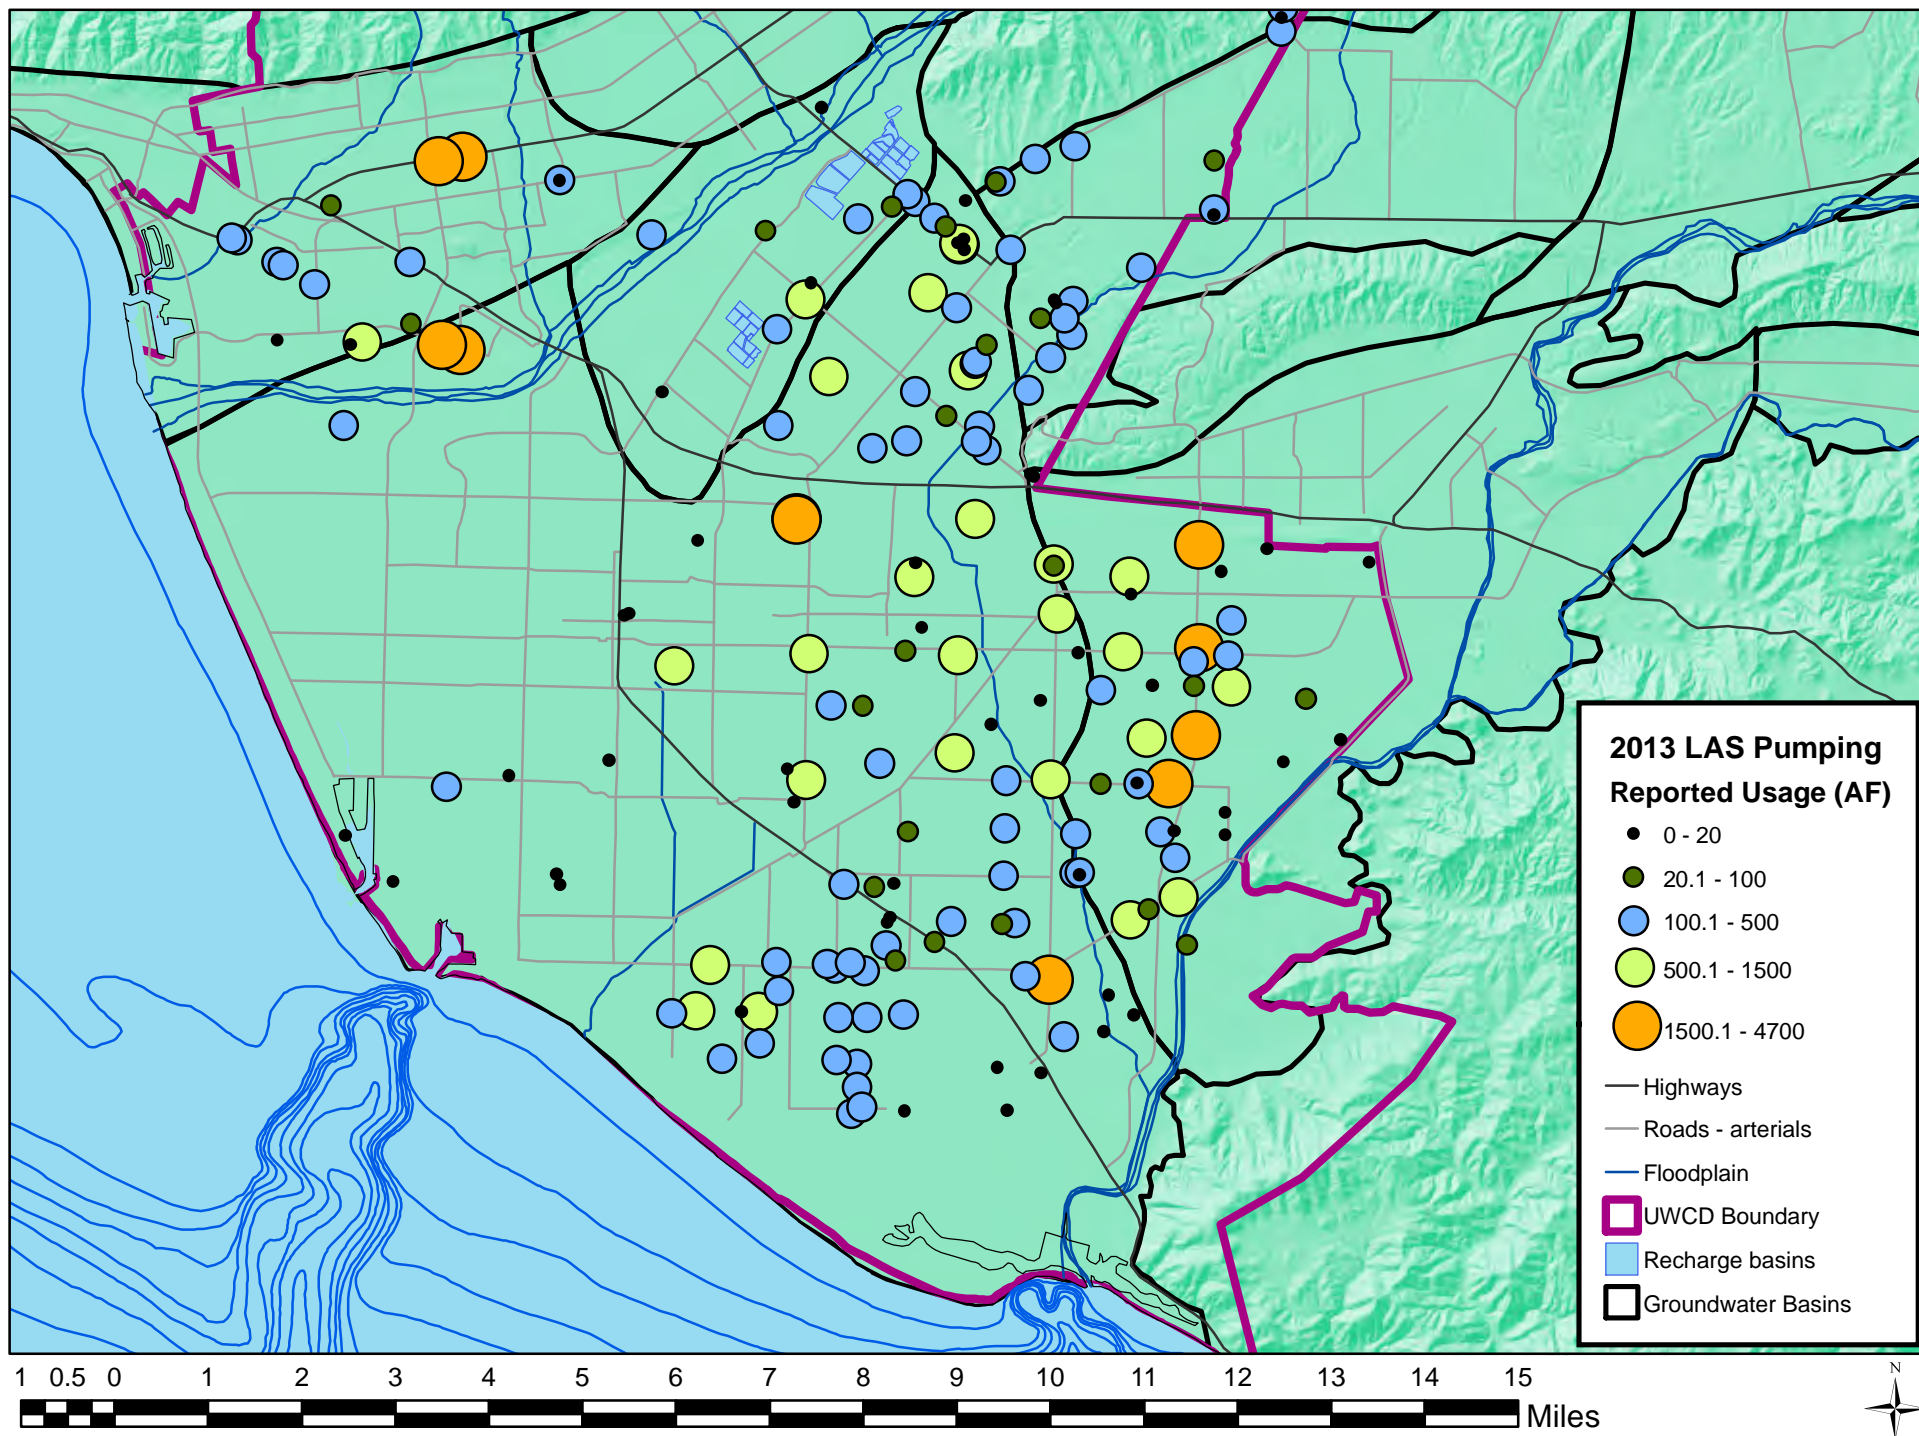 2013 LAS Pumping
Reported Usage (AF)
0 - 20
20.1 - 100
100.1 - 500
500.1 - 1500
1500.1 - 4700
Highways
Roads - arterials
Floodplain
UWCD Boundary
Recharge basins
Groundwater Basins
1 0.5 0 1 2 3 4 5 6 7 8 9 10 11 12 13 14 15
Miles
N